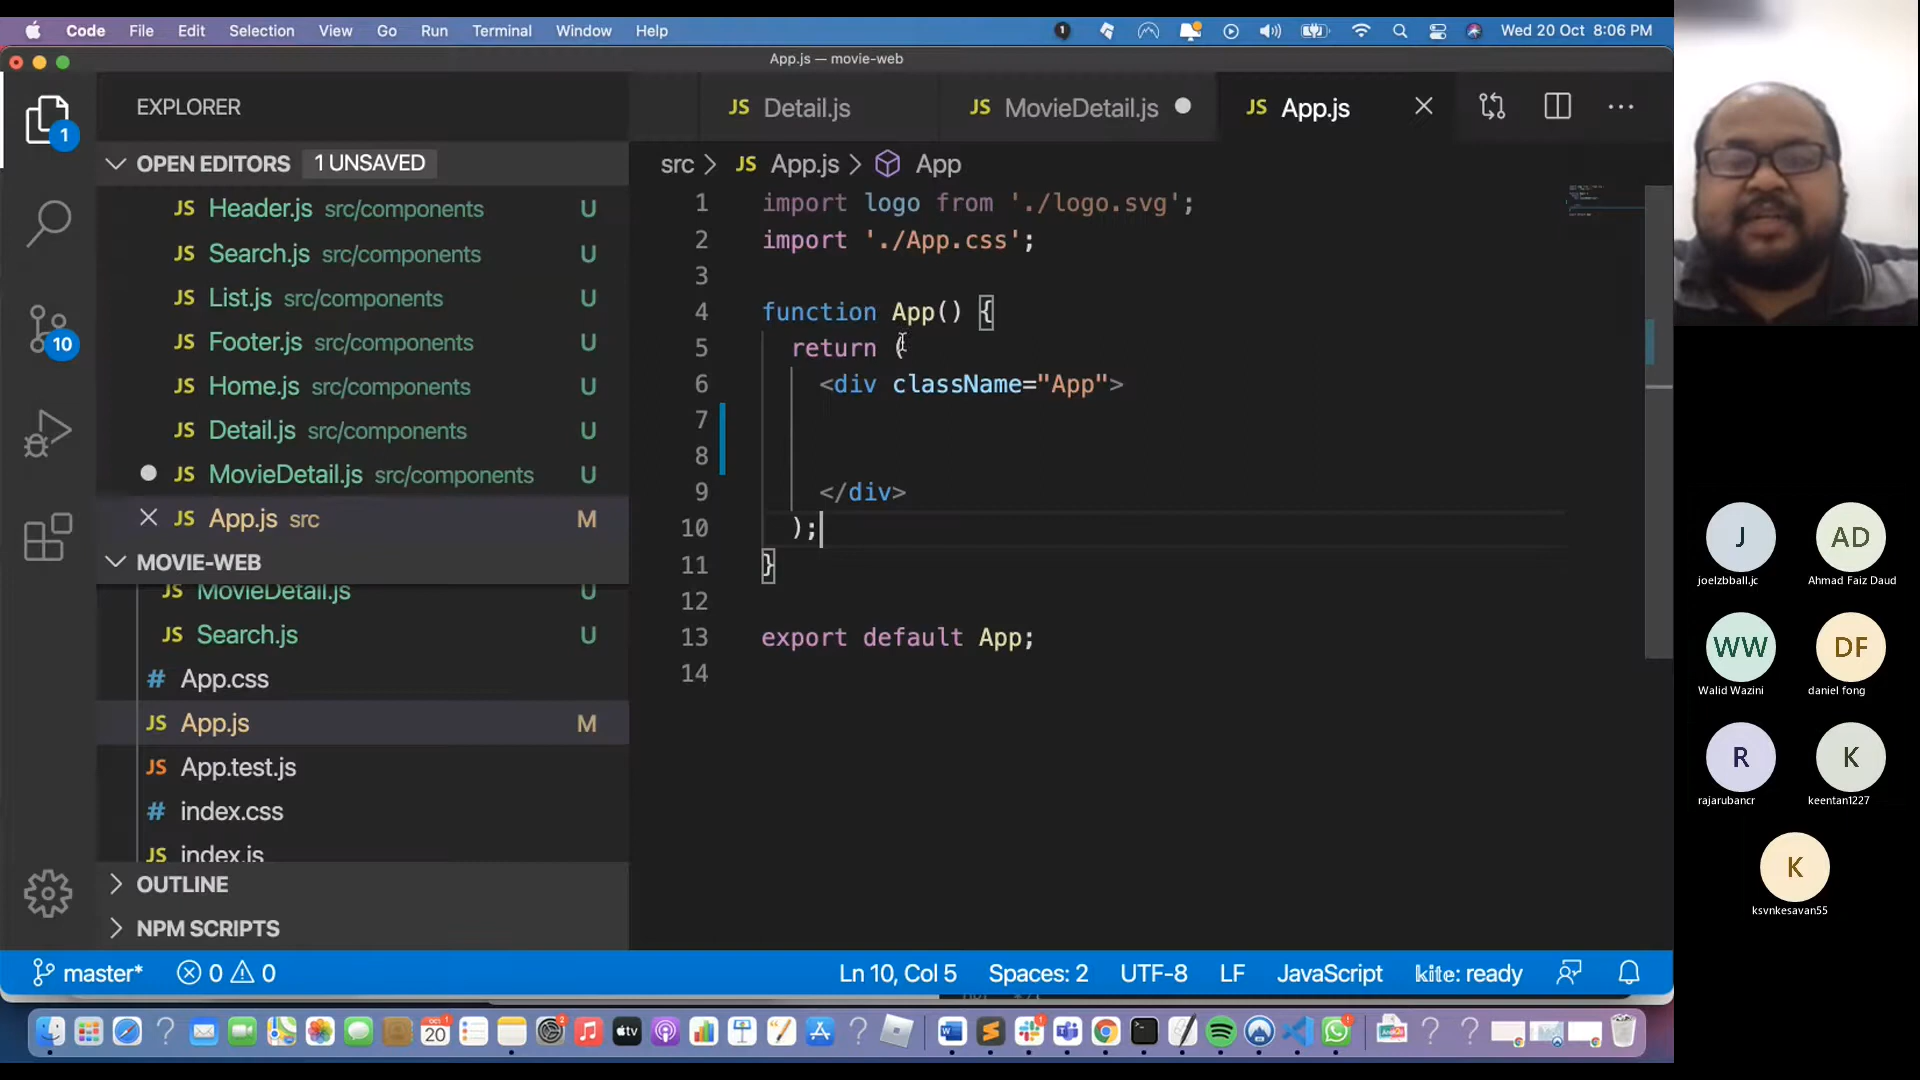 Code File Edit Selection View Go Run Terminal Window Help
1
Wed 20 Oct 8:06 PM
App.js — movie-web
EXPLORER
JS Detail.js
JS MovieDetail.js
JS App.js
1
OPEN EDITORS 1 UNSAVED
src > JS App.js > App
JS Header.js src/components U
JS Search.js src/components U
JS List.js src/components U
JS Footer.js src/components U
JS Home.js src/components U
JS Detail.js src/components U
JS MovieDetail.js src/components U
JS App.js src M
10
MOVIE-WEB
JS MovieDetail.js U
JS Search.js U
# App.css
JS App.js M
JS App.test.js
# index.css
JS index.js
OUTLINE
NPM SCRIPTS
1 import logo from './logo.svg';
2 import './App.css';
3
4 function App() {
5 return (
6 <div className="App">
7
8
9 </div>
10 );
11 }
12
13 export default App;
14
master* 0 0
Ln 10, Col 5 Spaces: 2 UTF-8 LF JavaScript kite: ready
OCT
20
2
tv
1
J
joelzbball.jc
AD
Ahmad Faiz Daud
WW
Walid Wazini
DF
daniel fong
R
rajarubancr
K
keentan1227
K
ksvnkesavan55